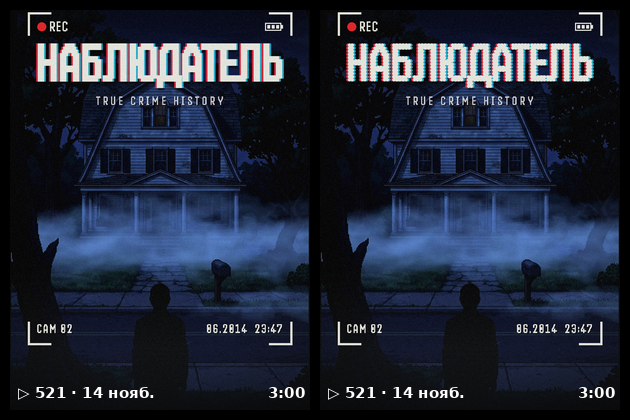 REC
НАБЛЮДАТЕЛЬ
TRUE CRIME HISTORY
CAM 02
06.2014 23:47
▷ 521 · 14 нояб.
3:00
REC
НАБЛЮДАТЕЛЬ
TRUE CRIME HISTORY
CAM 02
06.2014 23:47
▷ 521 · 14 нояб.
3:00